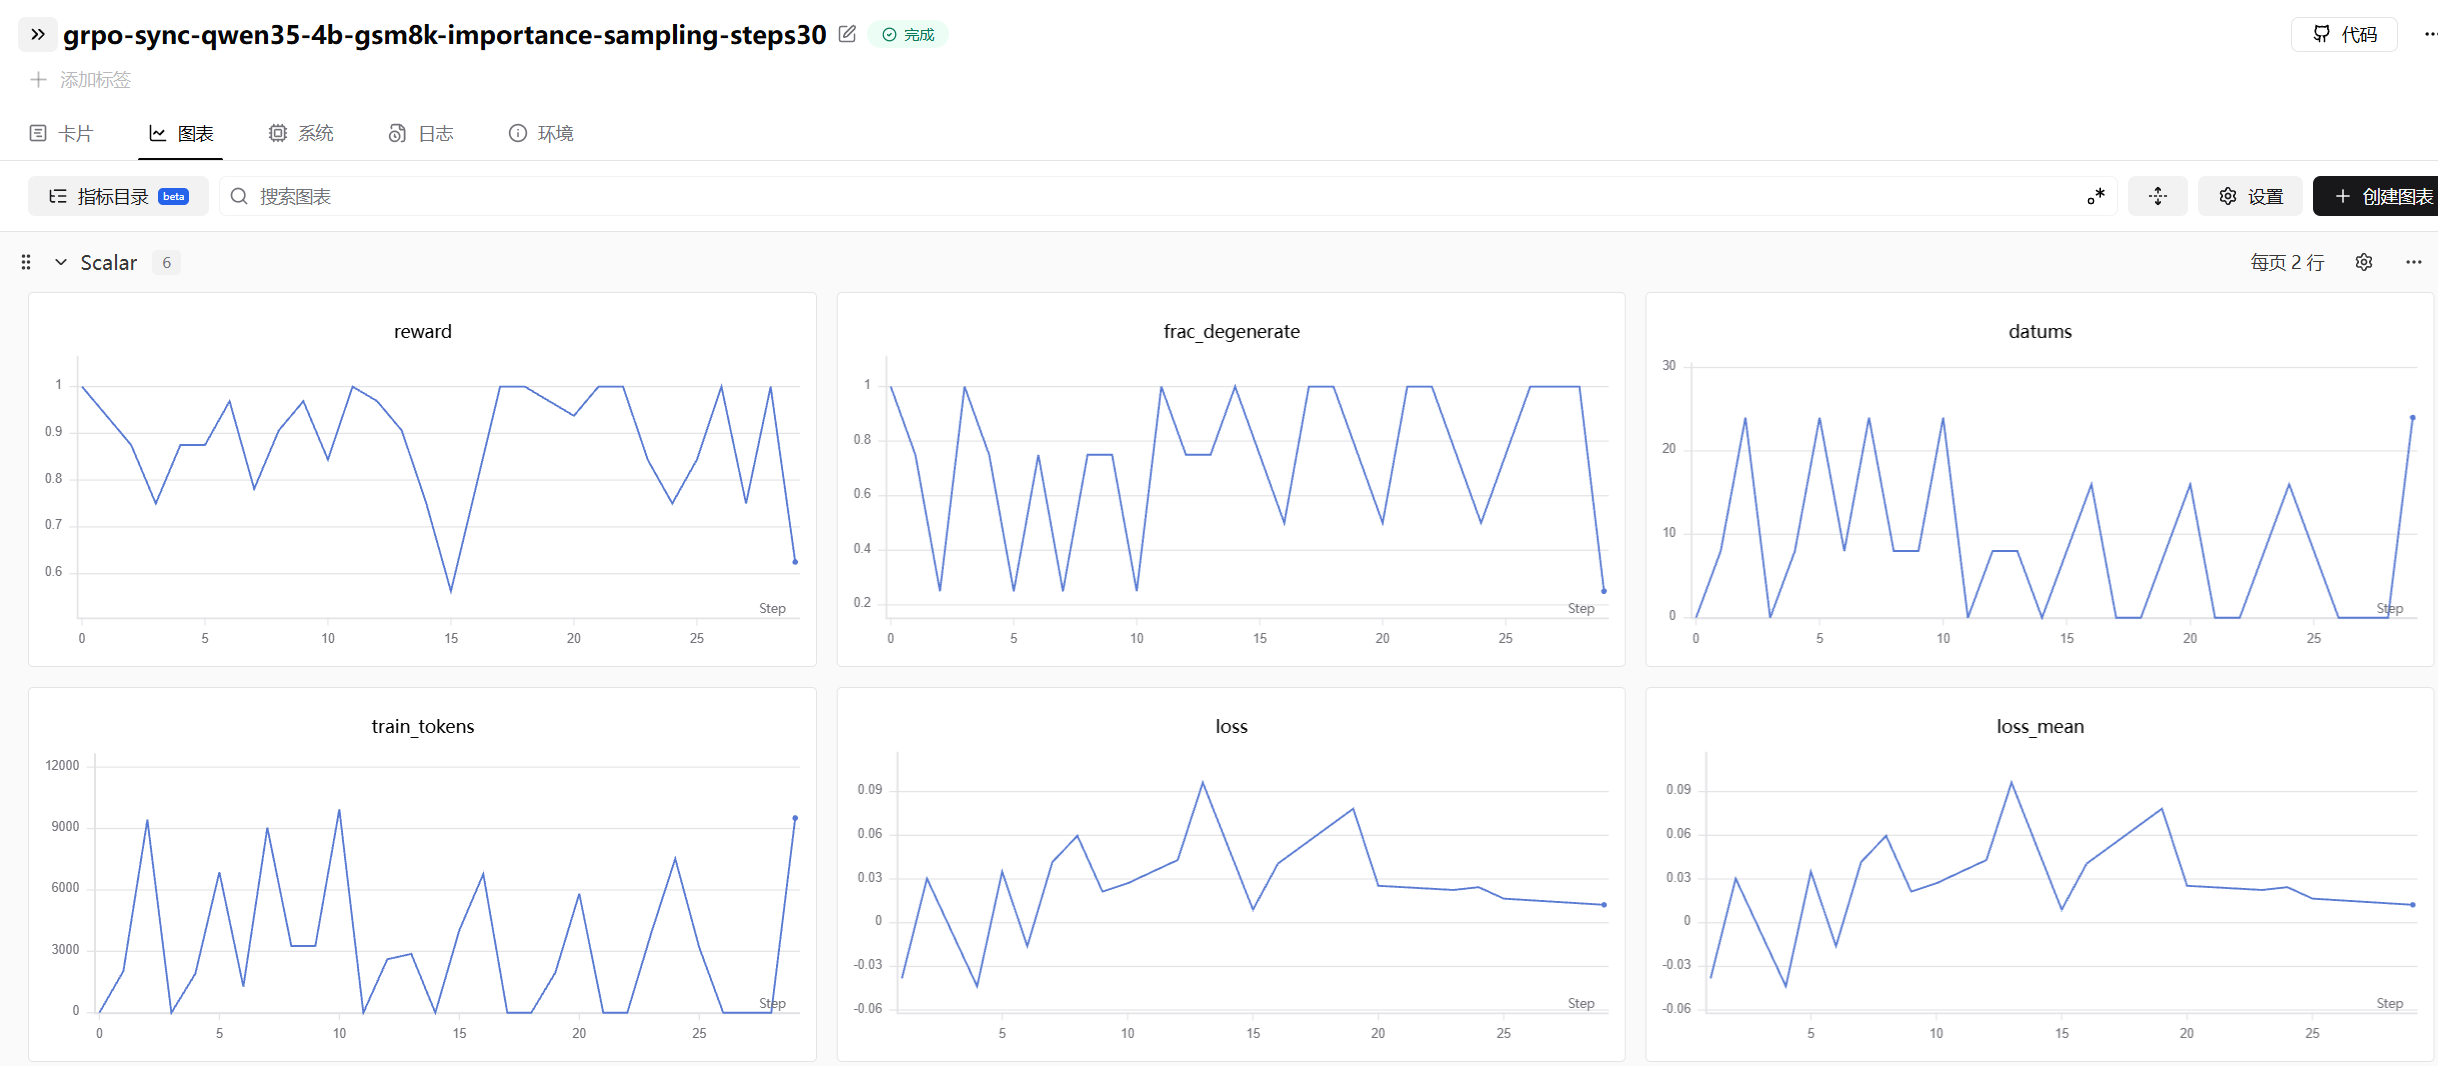 grpo-sync-qwen35-4b-gsm8k-importance-sampling-steps30 完成 代码
添加标签
卡片 图表 系统 日志 环境
指标目录 beta 搜索图表 设置 创建图表
Scalar 6 每页 2 行
reward
1
0.9
0.8
0.7
0.6
Step
0 5 10 15 20 25
frac_degenerate
1
0.8
0.6
0.4
0.2
Step
0 5 10 15 20 25
datums
30
20
10
0
Step
0 5 10 15 20 25
train_tokens
12000
9000
6000
3000
0
Step
0 5 10 15 20 25
loss
0.09
0.06
0.03
0
-0.03
-0.06
Step
5 10 15 20 25
loss_mean
0.09
0.06
0.03
0
-0.03
-0.06
Step
5 10 15 20 25